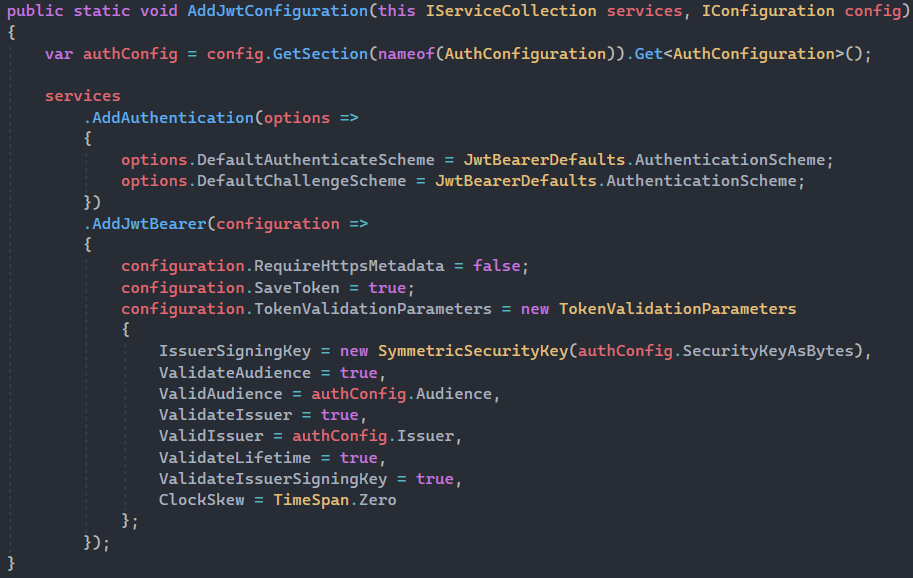 public static void AddJwtConfiguration(this IServiceCollection services, IConfiguration config)
{
    var authConfig = config.GetSection(nameof(AuthConfiguration)).Get<AuthConfiguration>();

    services
        .AddAuthentication(options =>
        {
            options.DefaultAuthenticateScheme = JwtBearerDefaults.AuthenticationScheme;
            options.DefaultChallengeScheme = JwtBearerDefaults.AuthenticationScheme;
        })
        .AddJwtBearer(configuration =>
        {
            configuration.RequireHttpsMetadata = false;
            configuration.SaveToken = true;
            configuration.TokenValidationParameters = new TokenValidationParameters
            {
                IssuerSigningKey = new SymmetricSecurityKey(authConfig.SecurityKeyAsBytes),
                ValidateAudience = true,
                ValidAudience = authConfig.Audience,
                ValidateIssuer = true,
                ValidIssuer = authConfig.Issuer,
                ValidateLifetime = true,
                ValidateIssuerSigningKey = true,
                ClockSkew = TimeSpan.Zero
            };
        });
}